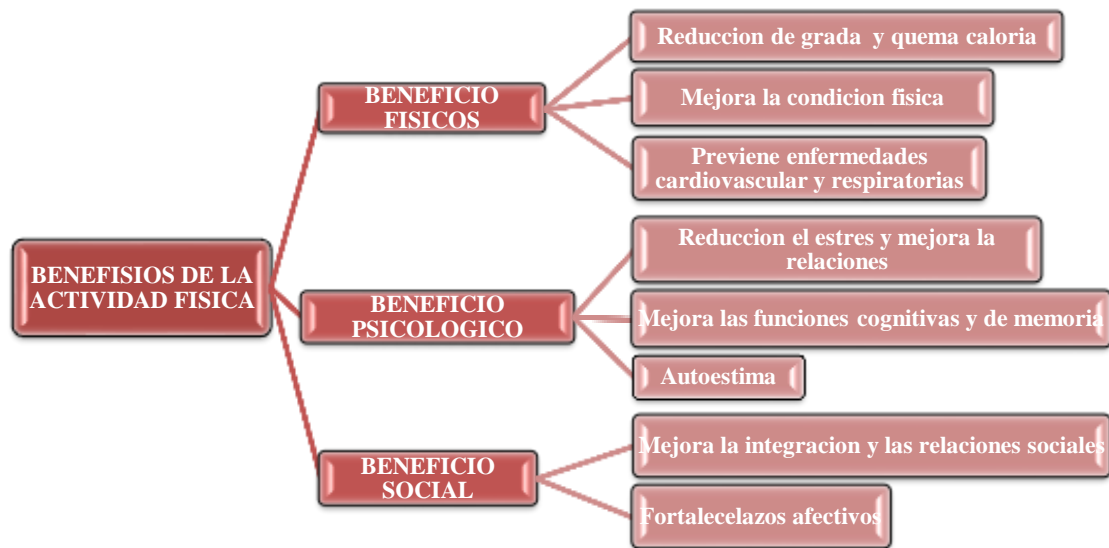 BENEFISIOS DE LA
ACTIVIDAD FISICA
BENEFICIO
FISICOS
Reduccion de grada y quema caloria
Mejora la condicion fisica
Previene enfermedades
cardiovascular y respiratorias
BENEFICIO
PSICOLOGICO
Reduccion el estres y mejora la
relaciones
Mejora las funciones cognitivas y de memoria
Autoestima
BENEFICIO
SOCIAL
Mejora la integracion y las relaciones sociales
Fortalecelazos afectivos